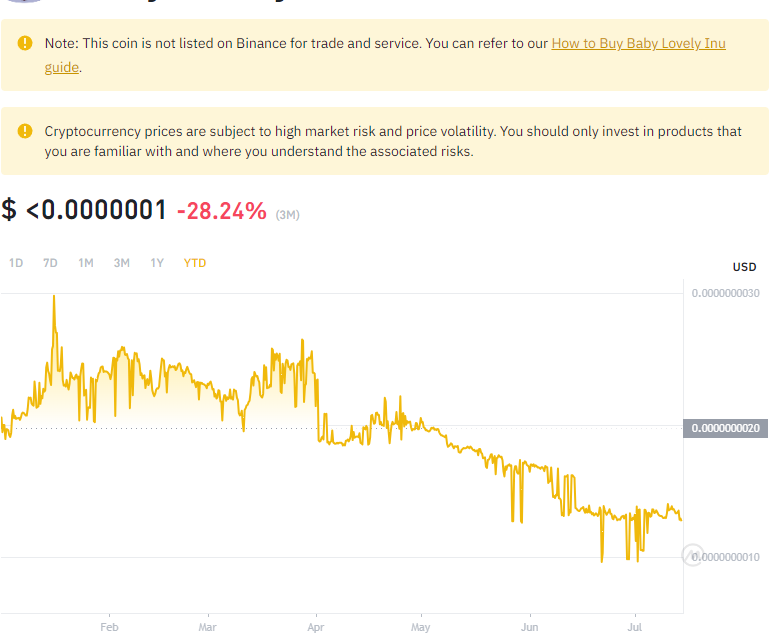 Note: This coin is not listed on Binance for trade and service. You can refer to our How to Buy Baby Lovely Inu
guide.
Cryptocurrency prices are subject to high market risk and price volatility. You should only invest in products that
you are familiar with and where you understand the associated risks.
$ <0.0000001 -28.24% (3M)
1D 7D 1M 3M 1Y YTD
USD
0.0000000030
0.0000000020
0.0000000010
Feb Mar Apr May Jun Jul